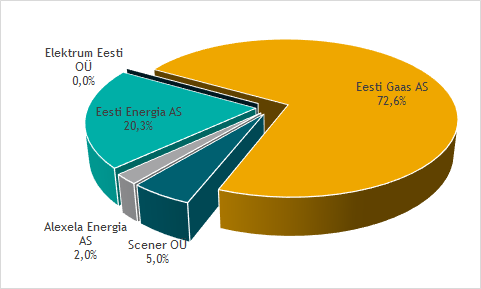 Elektrum Eesti
OÜ
0,0%
Eesti Gaas AS
72,6%
Eesti Energia AS
20,3%
Alexela Energia
AS
2,0%
Scener OÜ
5,0%